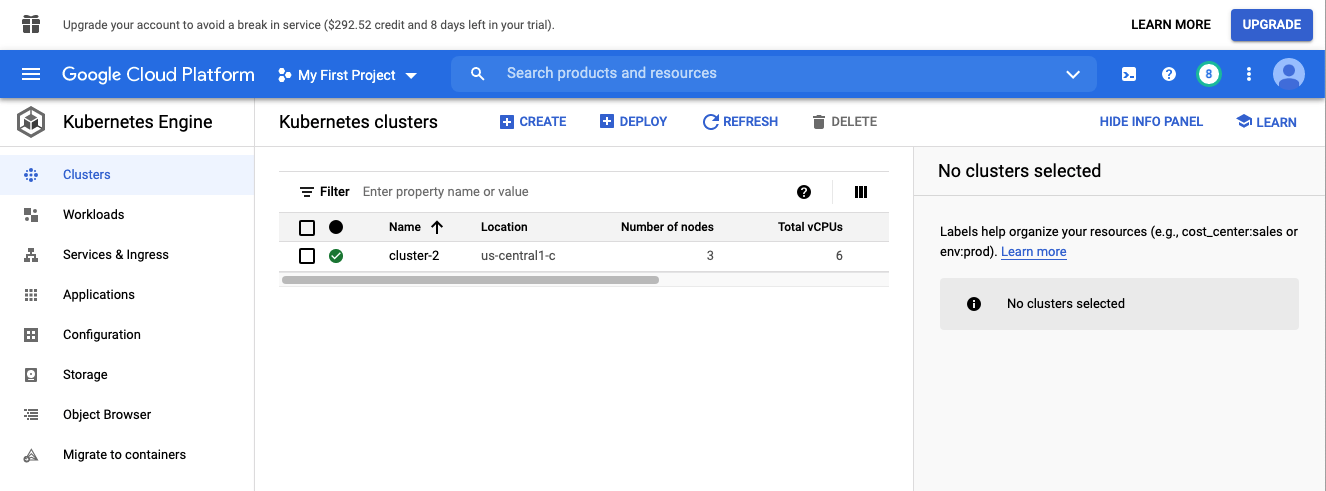 Upgrade your account to avoid a break in service ($292.52 credit and 8 days left in your trial).
LEARN MORE
UPGRADE
Google Cloud Platform
My First Project
Search products and resources
8
Kubernetes Engine
Kubernetes clusters
CREATE
DEPLOY
REFRESH
DELETE
HIDE INFO PANEL
LEARN
Clusters
Workloads
Services & Ingress
Applications
Configuration
Storage
Object Browser
Migrate to containers
Filter Enter property name or value
Name Location Number of nodes Total vCPUs
cluster-2 us-central1-c 3 6
No clusters selected
Labels help organize your resources (e.g., cost_center:sales or
env:prod). Learn more
No clusters selected